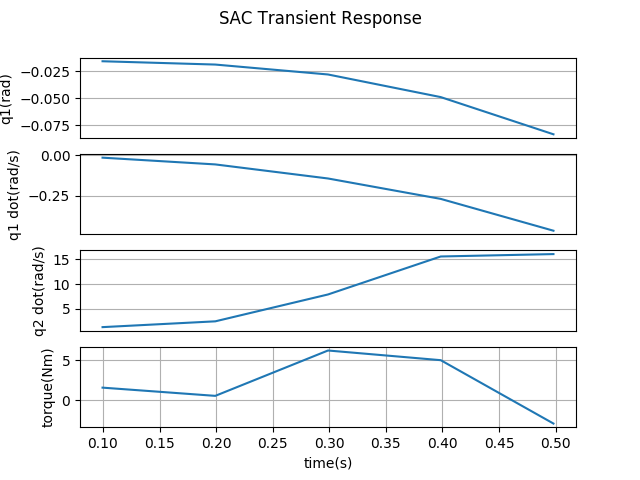 SAC Transient Response
q1(rad)
−0.025
−0.050
−0.075
q1 dot(rad/s)
0.00
−0.25
q2 dot(rad/s)
15
10
5
torque(Nm)
5
0
0.10 0.15 0.20 0.25 0.30 0.35 0.40 0.45 0.50
time(s)